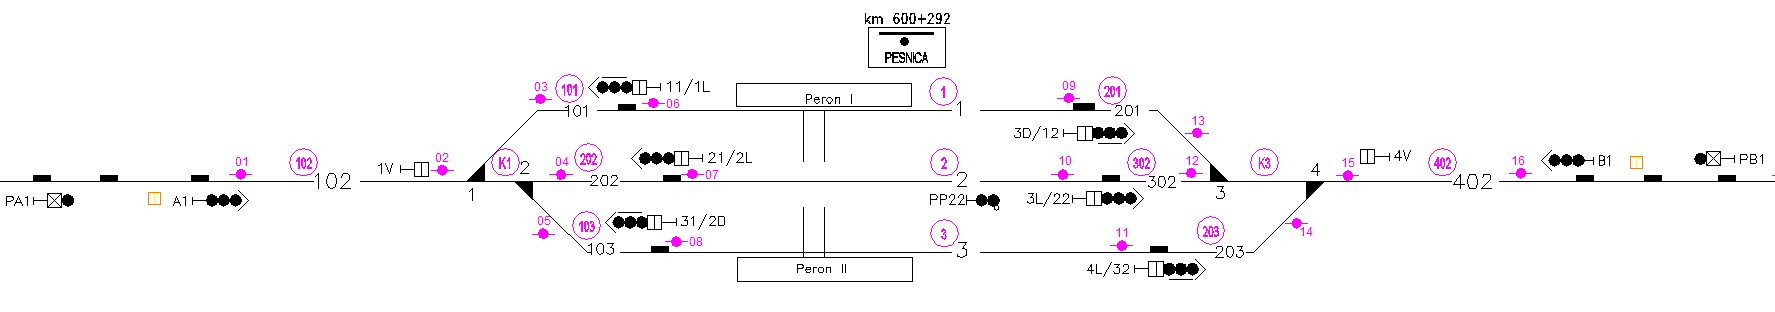 km 600+292
PESNICA
03
101
11/1L
06
101
Peron I
1
1
09
201
201
3D/12
13
01
102
102
1V
02
K1
2
1
04
202
202
21/2L
07
2
2
10
302
302
12
3
K3
4
15
4V
402
402
16
B1
PB1
PA1
A1
PP22
3L/22
05
103
103
31/2D
08
3
3
11
203
203
14
Peron II
4L/32